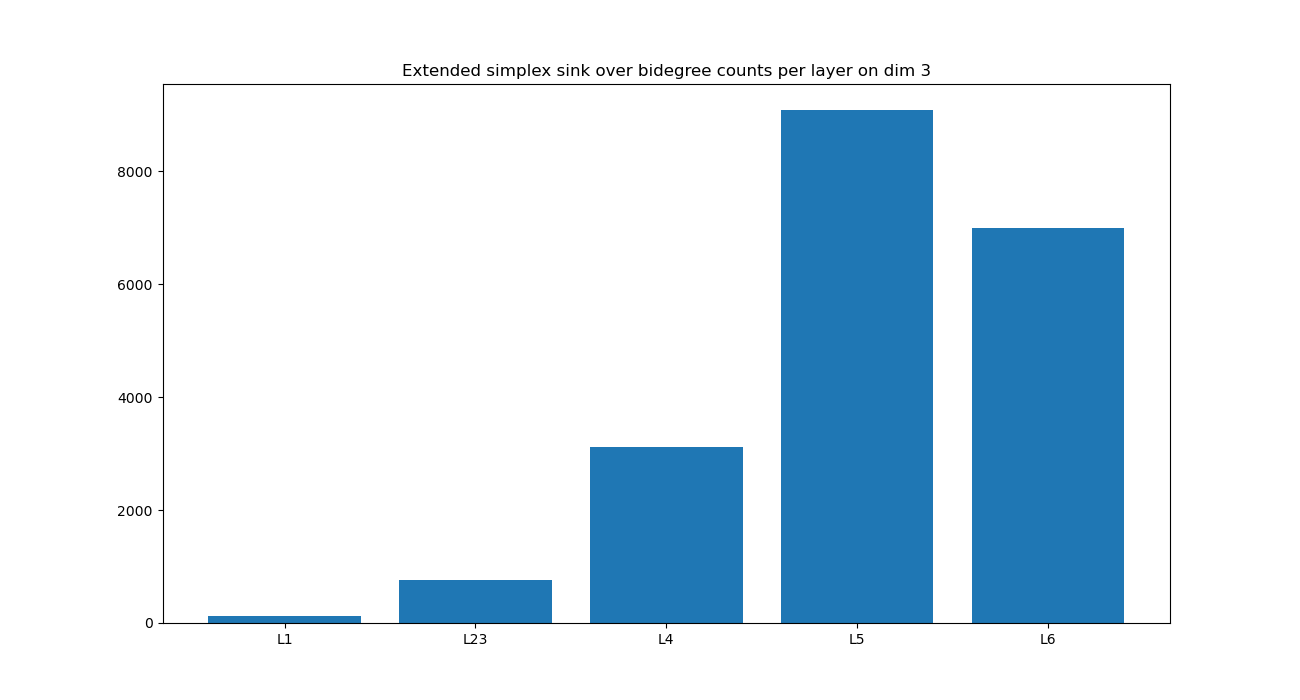 Extended simplex sink over bidegree counts per layer on dim 3
8000
6000
4000
2000
0
L1 L23 L4 L5 L6